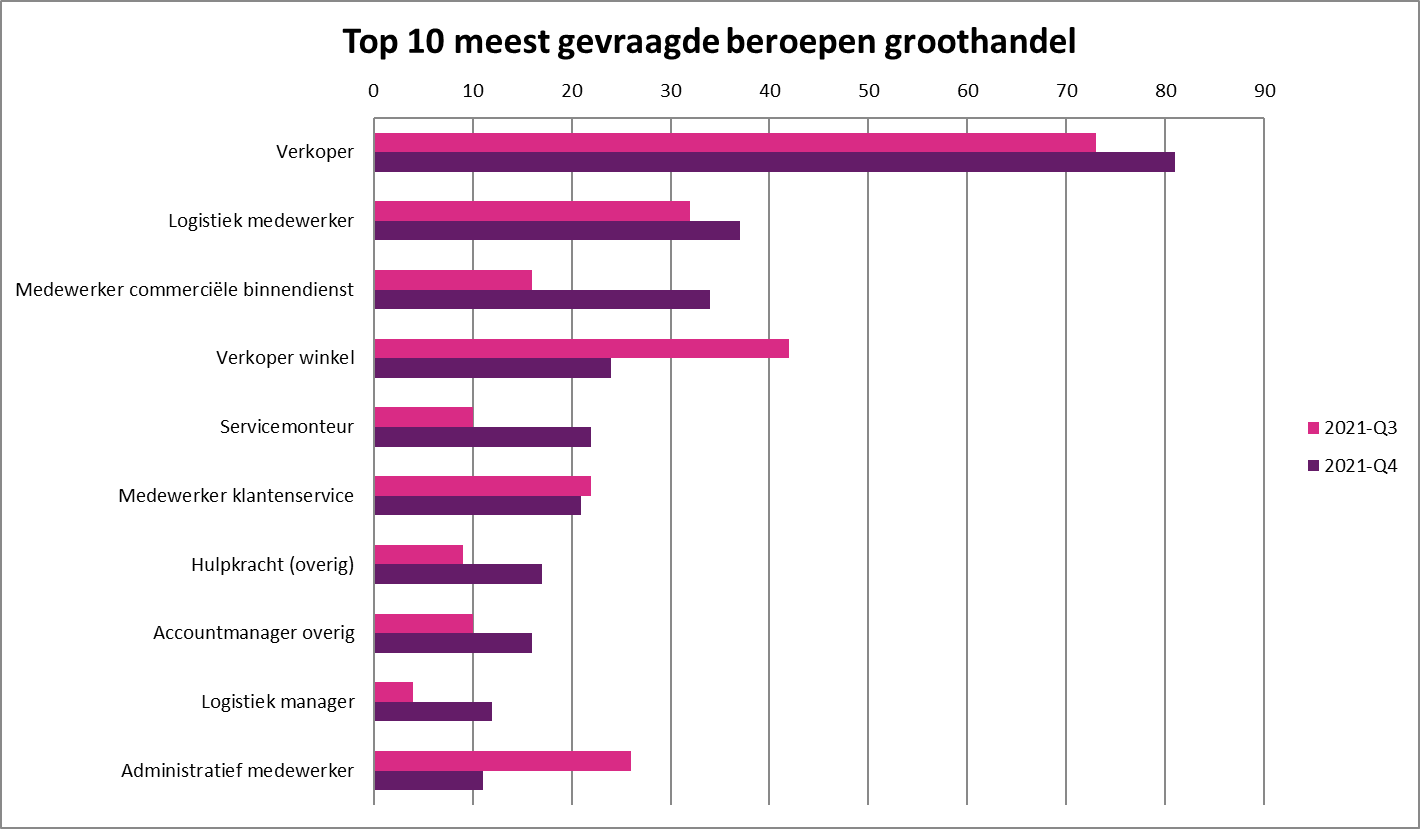 Top 10 meest gevraagde beroepen groothandel
0 10 20 30 40 50 60 70 80 90
Verkoper
Logistiek medewerker
Medewerker commerciële binnendienst
Verkoper winkel
Servicemonteur
Medewerker klantenservice
Hulpkracht (overig)
Accountmanager overig
Logistiek manager
Administratief medewerker
2021-Q3
2021-Q4